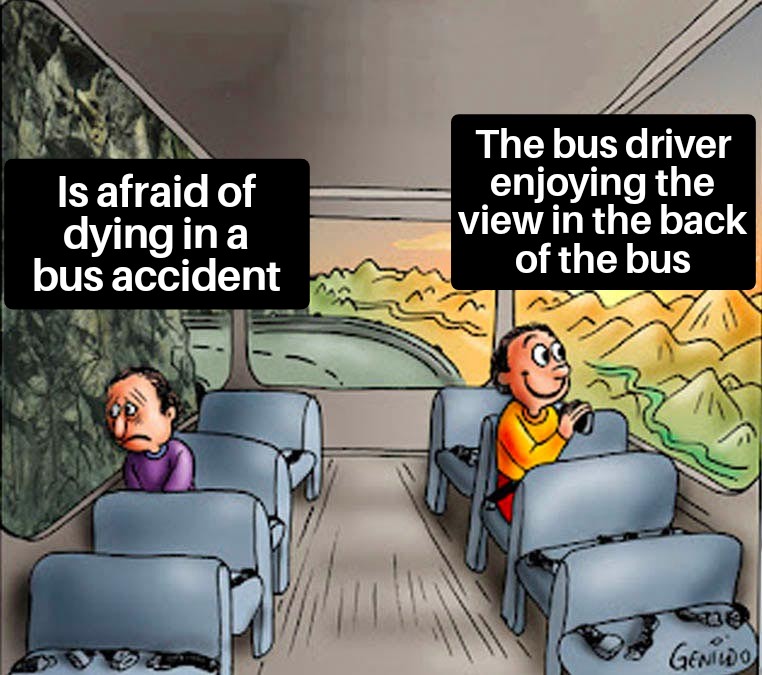 Is afraid of
dying in a
bus accident
The bus driver
enjoying the
view in the back
of the bus
GENILDO